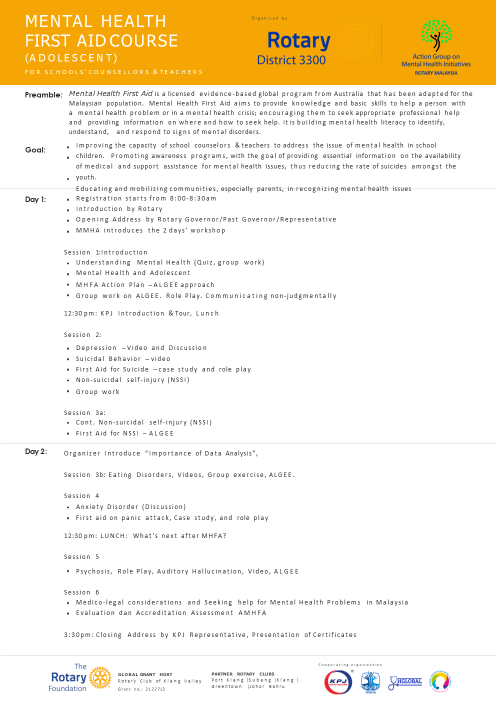 MENTAL HEALTH
FIRST AID COURSE
(ADOLESCENT)
FOR SCHOOLS' COUNSELLORS & TEACHERS
Organized by
Rotary
District 3300
Action Group on
Mental Health Initiatives
ROTARY MALAYSIA
Preamble: Mental Health First Aid is a licensed evidence-based global program from Australia that has been adapted for the
Malaysian population. Mental Health First Aid aims to provide knowledge and basic skills to help a person with
a mental health problem or in a mental health crisis; encouraging them to seek appropriate professional help
and providing information on where and how to seek help. It is building mental health literacy to identify,
understand, and respond to signs of mental disorders.
Goal:
• Improving the capacity of school counsellors & teachers to address the issue of mental health in school
• children. Promoting awareness programs, with the goal of providing essential information on the availability
of medical and support assistance for mental health issues, thus reducing the rate of suicides amongst the
• youth.
Educating and mobilizing communities, especially parents, in recognizing mental health issues
Day 1:
• Registration starts from 8:00-8:30am
• Introduction by Rotary
• Opening Address by Rotary Governor/Past Governor/Representative
• MMHA introduces the 2 days' workshop
Session 1:Introduction
• Understanding Mental Health (Quiz, group work)
• Mental Health and Adolescent
• MHFA Action Plan – ALGEE approach
• Group work on ALGEE. Role Play. Communicating non-judgmentally
12:30 pm: KPJ Introduction & Tour, Lunch
Session 2:
• Depression – Video and Discussion
• Suicidal Behavior – video
• First Aid for Suicide – case study and role play
• Non-suicidal self-injury (NSSI)
• Group work
Session 3a:
• Cont. Non-suicidal self-injury (NSSI)
• First Aid for NSSI – ALGEE
Day 2:
Organizer Introduce "Importance of Data Analysis",
Session 3b: Eating Disorders, Videos, Group exercise, ALGEE.
Session 4
• Anxiety Disorder (Discussion)
• First aid on panic attack, Case study, and role play
12:30 pm: LUNCH: What's next after MHFA?
Session 5
• Psychosis, Role Play, Auditory Hallucination, Video, ALGEE
Session 6
• Medico-legal considerations and Seeking help for Mental Health Problems in Malaysia
• Evaluation dan Accreditation Assessment AMHFA
3:30pm: Closing Address by KPJ Representative, Presentation of Certificates
The
Rotary
Foundation
GLOBAL GRANT HOST
Rotary Club of Klang Valley
Grant no.: 2123712
PARTNER ROTARY CLUBS
Port Klang |Subang |Klang |
Greentown |Johor Bahru
Cooperating organisation
KPJ
HGLOBAL